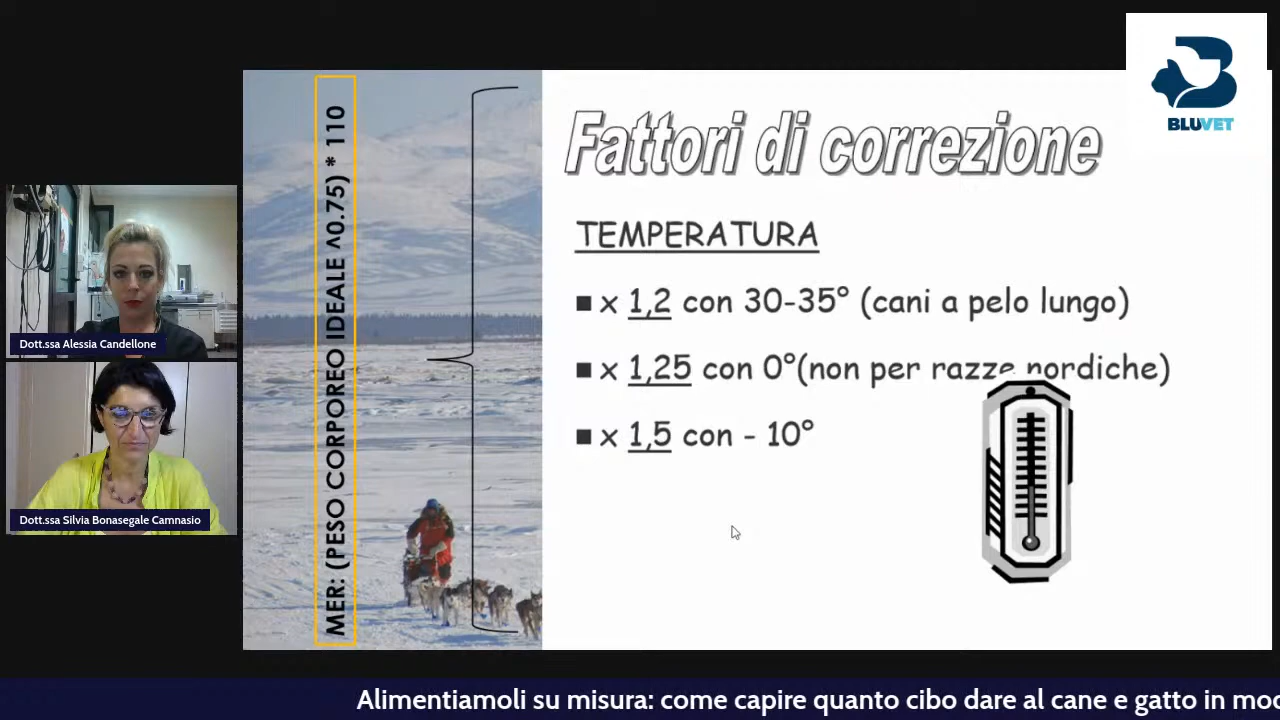 BLUVET
Fattori di correzione
MER: (PESO CORPOREO IDEALE ^0.75) * 110
TEMPERATURA
■ x 1,2 con 30-35° (cani a pelo lungo)
■ x 1,25 con 0°(non per razze nordiche)
■ x 1,5 con - 10°
Dott.ssa Alessia Candellone
Dott.ssa Silvia Bonasegale Camnasio
Alimentiamoli su misura: come capire quanto cibo dare al cane e gatto in mod